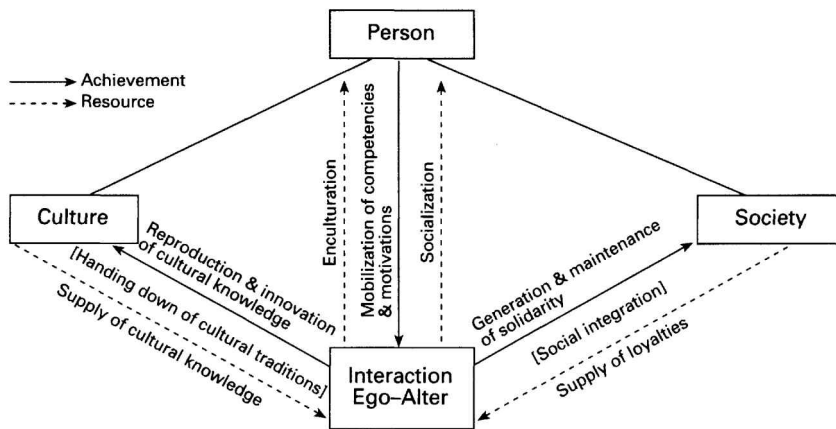 Person
Achievement
Resource
Enculturation
Mobilization of competencies
& motivations
Socialization
Culture
Society
Reproduction & innovation
of cultural knowledge
[Handing down of cultural traditions]
Supply of cultural knowledge
Generation & maintenance
of solidarity
[Social integration]
Supply of loyalties
Interaction
Ego–Alter